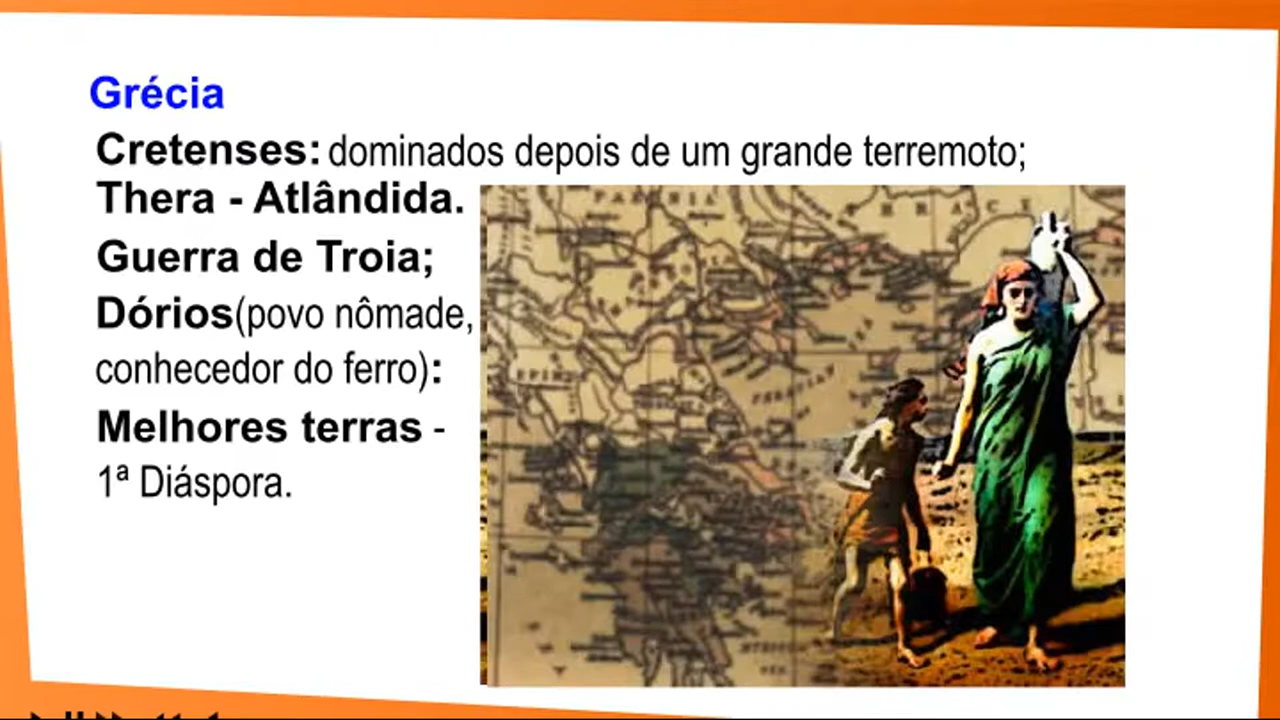 Grécia
Cretenses: dominados depois de um grande terremoto;
Thera - Atlândida.
Guerra de Troia;
Dórios(povo nômade,
conhecedor do ferro):
Melhores terras -
1ª Diáspora.